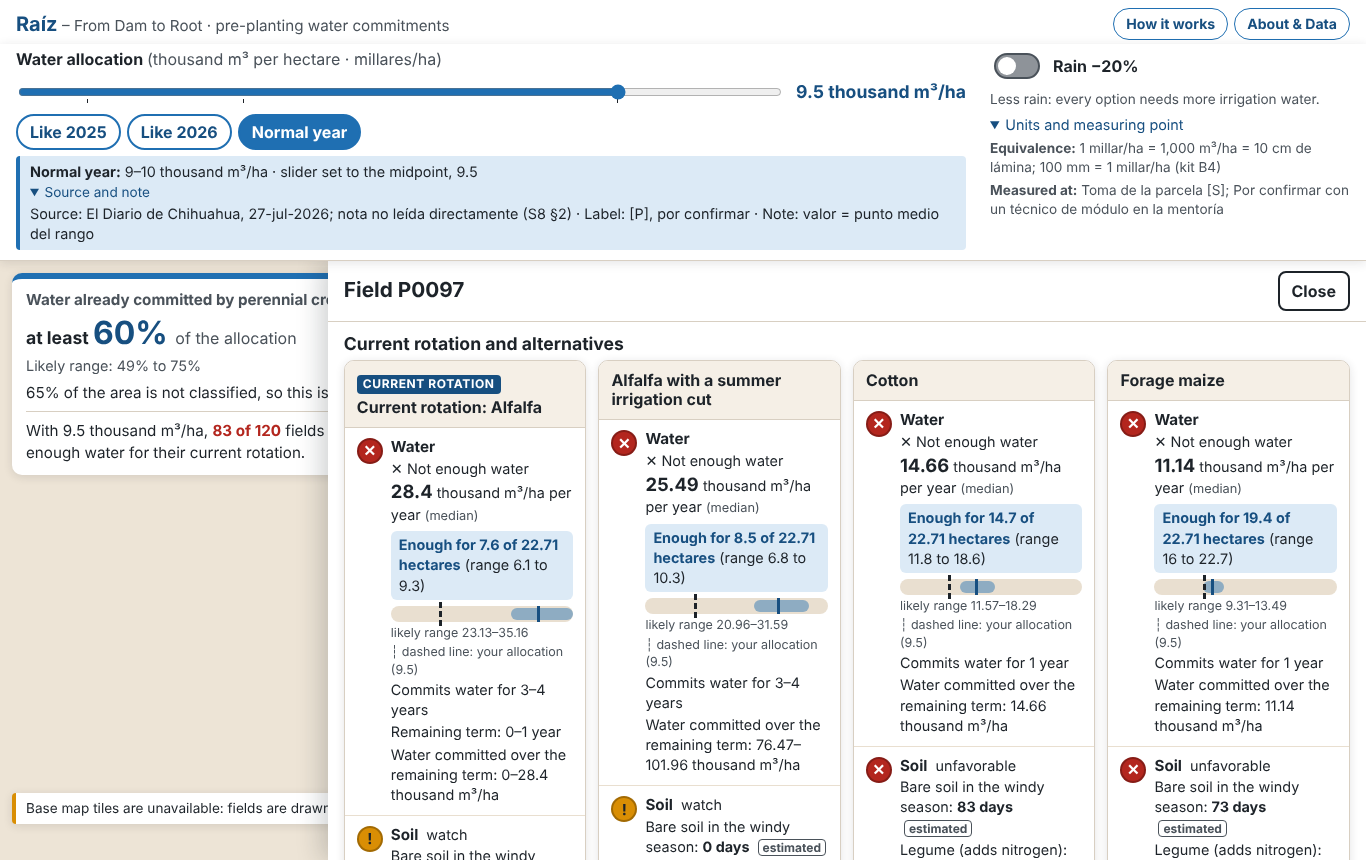 Raíz – From Dam to Root · pre-planting water commitments
How it works
About & Data
Water allocation (thousand m³ per hectare · millares/ha)
9.5 thousand m³/ha
Like 2025
Like 2026
Normal year
Normal year: 9–10 thousand m³/ha · slider set to the midpoint, 9.5
▼ Source and note
Source: El Diario de Chihuahua, 27-jul-2026; nota no leída directamente (S8 §2) · Label: [P], por confirmar · Note: valor = punto medio
del rango
Rain −20%
Less rain: every option needs more irrigation water.
▼ Units and measuring point
Equivalence: 1 millar/ha = 1,000 m³/ha = 10 cm de
lámina; 100 mm = 1 millar/ha (kit B4)
Measured at: Toma de la parcela [S]; Por confirmar con
un técnico de módulo en la mentoría
Water already committed by perennial
at least 60% of the allocation
Likely range: 49% to 75%
65% of the area is not classified, so this is
With 9.5 thousand m³/ha, 83 of 120 fields
enough water for their current rotation.
Base map tiles are unavailable: fields are drawn
Field P0097
Close
Current rotation and alternatives
CURRENT ROTATION
Current rotation: Alfalfa
Water
✕ Not enough water
28.4 thousand m³/ha per
year (median)
Enough for 7.6 of 22.71
hectares (range 6.1 to
9.3)
likely range 23.13–35.16
┆ dashed line: your allocation
(9.5)
Commits water for 3–4
years
Remaining term: 0–1 year
Water committed over the
remaining term: 0–28.4
thousand m³/ha
Soil watch
Bare soil in the windy
Alfalfa with a summer
irrigation cut
Water
✕ Not enough water
25.49 thousand m³/ha
per year (median)
Enough for 8.5 of 22.71
hectares (range 6.8 to
10.3)
likely range 20.96–31.59
┆ dashed line: your allocation
(9.5)
Commits water for 3–4
years
Water committed over the
remaining term: 76.47–
101.96 thousand m³/ha
Soil watch
Bare soil in the windy
season: 0 days estimated
Cotton
Water
✕ Not enough water
14.66 thousand m³/ha
per year (median)
Enough for 14.7 of
22.71 hectares (range
11.8 to 18.6)
likely range 11.57–18.29
┆ dashed line: your allocation
(9.5)
Commits water for 1 year
Water committed over the
remaining term: 14.66
thousand m³/ha
Soil unfavorable
Bare soil in the windy
season: 83 days
estimated
Legume (adds nitrogen):
Forage maize
Water
✕ Not enough water
11.14 thousand m³/ha per
year (median)
Enough for 19.4 of
22.71 hectares (range
16 to 22.7)
likely range 9.31–13.49
┆ dashed line: your allocation
(9.5)
Commits water for 1 year
Water committed over the
remaining term: 11.14
thousand m³/ha
Soil unfavorable
Bare soil in the windy
season: 73 days
estimated
Legume (adds nitrogen):